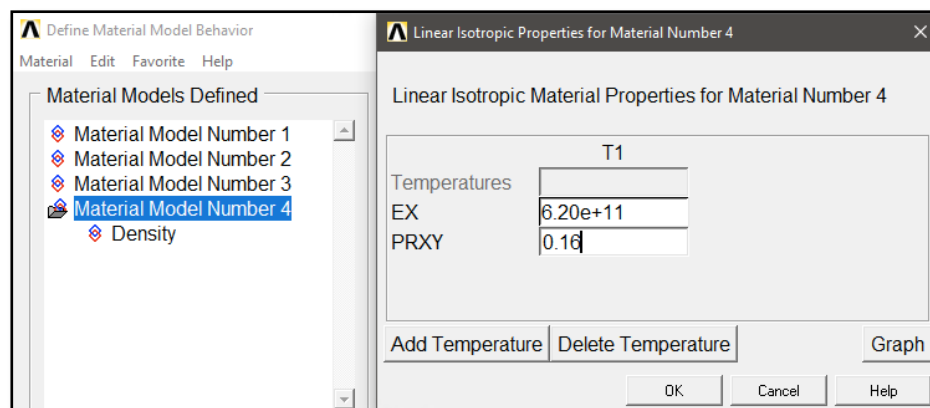 Define Material Model Behavior
Material Edit Favorite Help
Material Models Defined
Material Model Number 1
Material Model Number 2
Material Model Number 3
Material Model Number 4
Density
Linear Isotropic Properties for Material Number 4
Linear Isotropic Material Properties for Material Number 4
T1
Temperatures
EX 6.20e+11
PRXY 0.16
Add Temperature Delete Temperature Graph
OK Cancel Help